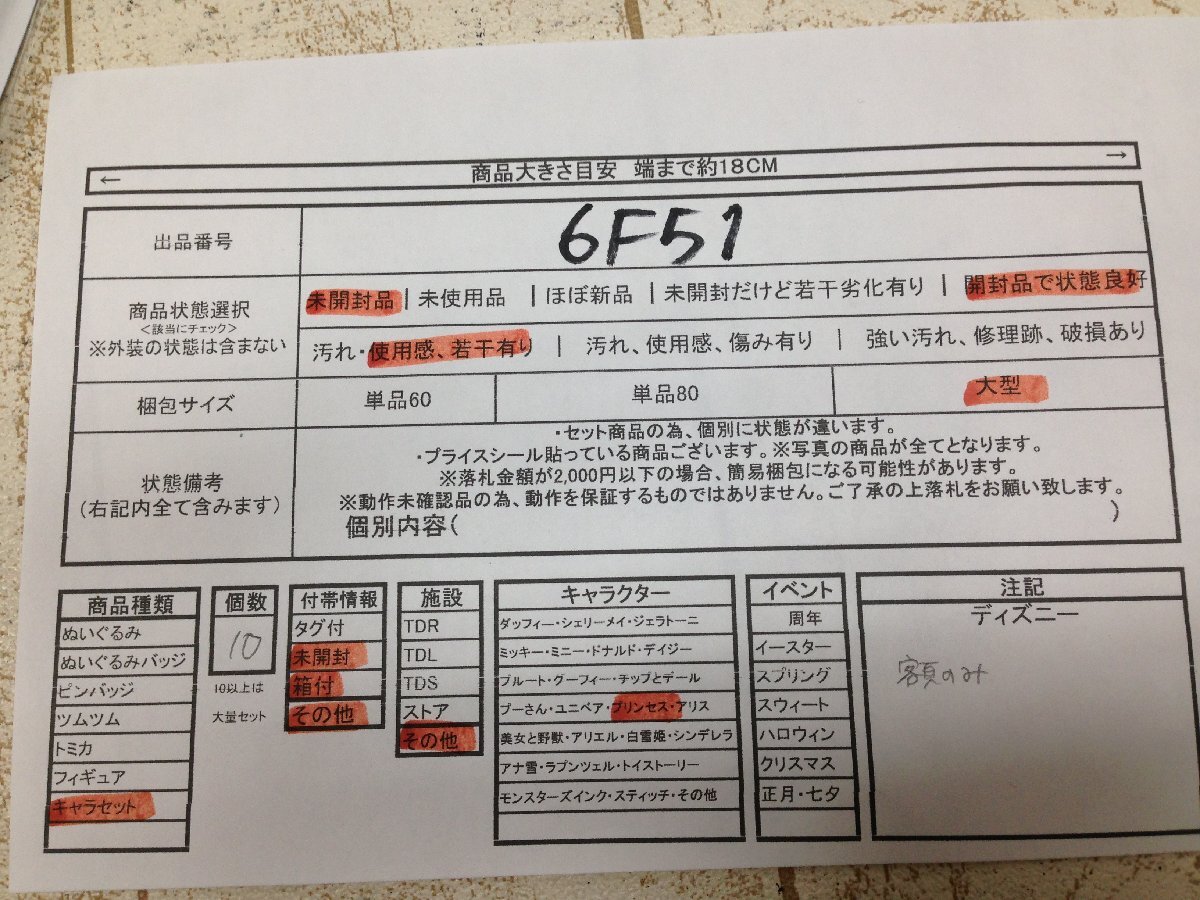 ← 商品大きさ目安 端まで約18CM →
出品番号 6F51
商品状態選択
<該当にチェック>
※外装の状態は含まない
未開封品 | 未使用品 | ほぼ新品 | 未開封だけど若干劣化有り | 開封品で状態良好
汚れ・使用感、若干有り | 汚れ、使用感、傷み有り | 強い汚れ、修理跡、破損あり
梱包サイズ 単品60 単品80 大型
状態備考
(右記内全て含みます)
・セット商品の為、個別に状態が違います。
・プライスシール貼っている商品ございます。※写真の商品が全てとなります。
※落札金額が2,000円以下の場合、簡易梱包になる可能性があります。
※動作未確認品の為、動作を保証するものではありません。ご了承の上落札をお願い致します。
個別内容( )
商品種類
ぬいぐるみ
ぬいぐるみバッジ
ピンバッジ
ツムツム
トミカ
フィギュア
キャラセット
個数
10
10以上は
大量セット
付帯情報
タグ付
未開封
箱付
その他
施設
TDR
TDL
TDS
ストア
その他
キャラクター
ダッフィー・シェリーメイ・ジェラトーニ
ミッキー・ミニー・ドナルド・デイジー
プルート・グーフィー・チップとデール
プーさん・ユニベア・プリンセス・アリス
美女と野獣・アリエル・白雪姫・シンデレラ
アナ雪・ラプンツェル・トイストーリー
モンスターズインク・スティッチ・その他
イベント
周年
イースター
スプリング
スウィート
ハロウィン
クリスマス
正月・七夕
注記
ディズニー
のみ